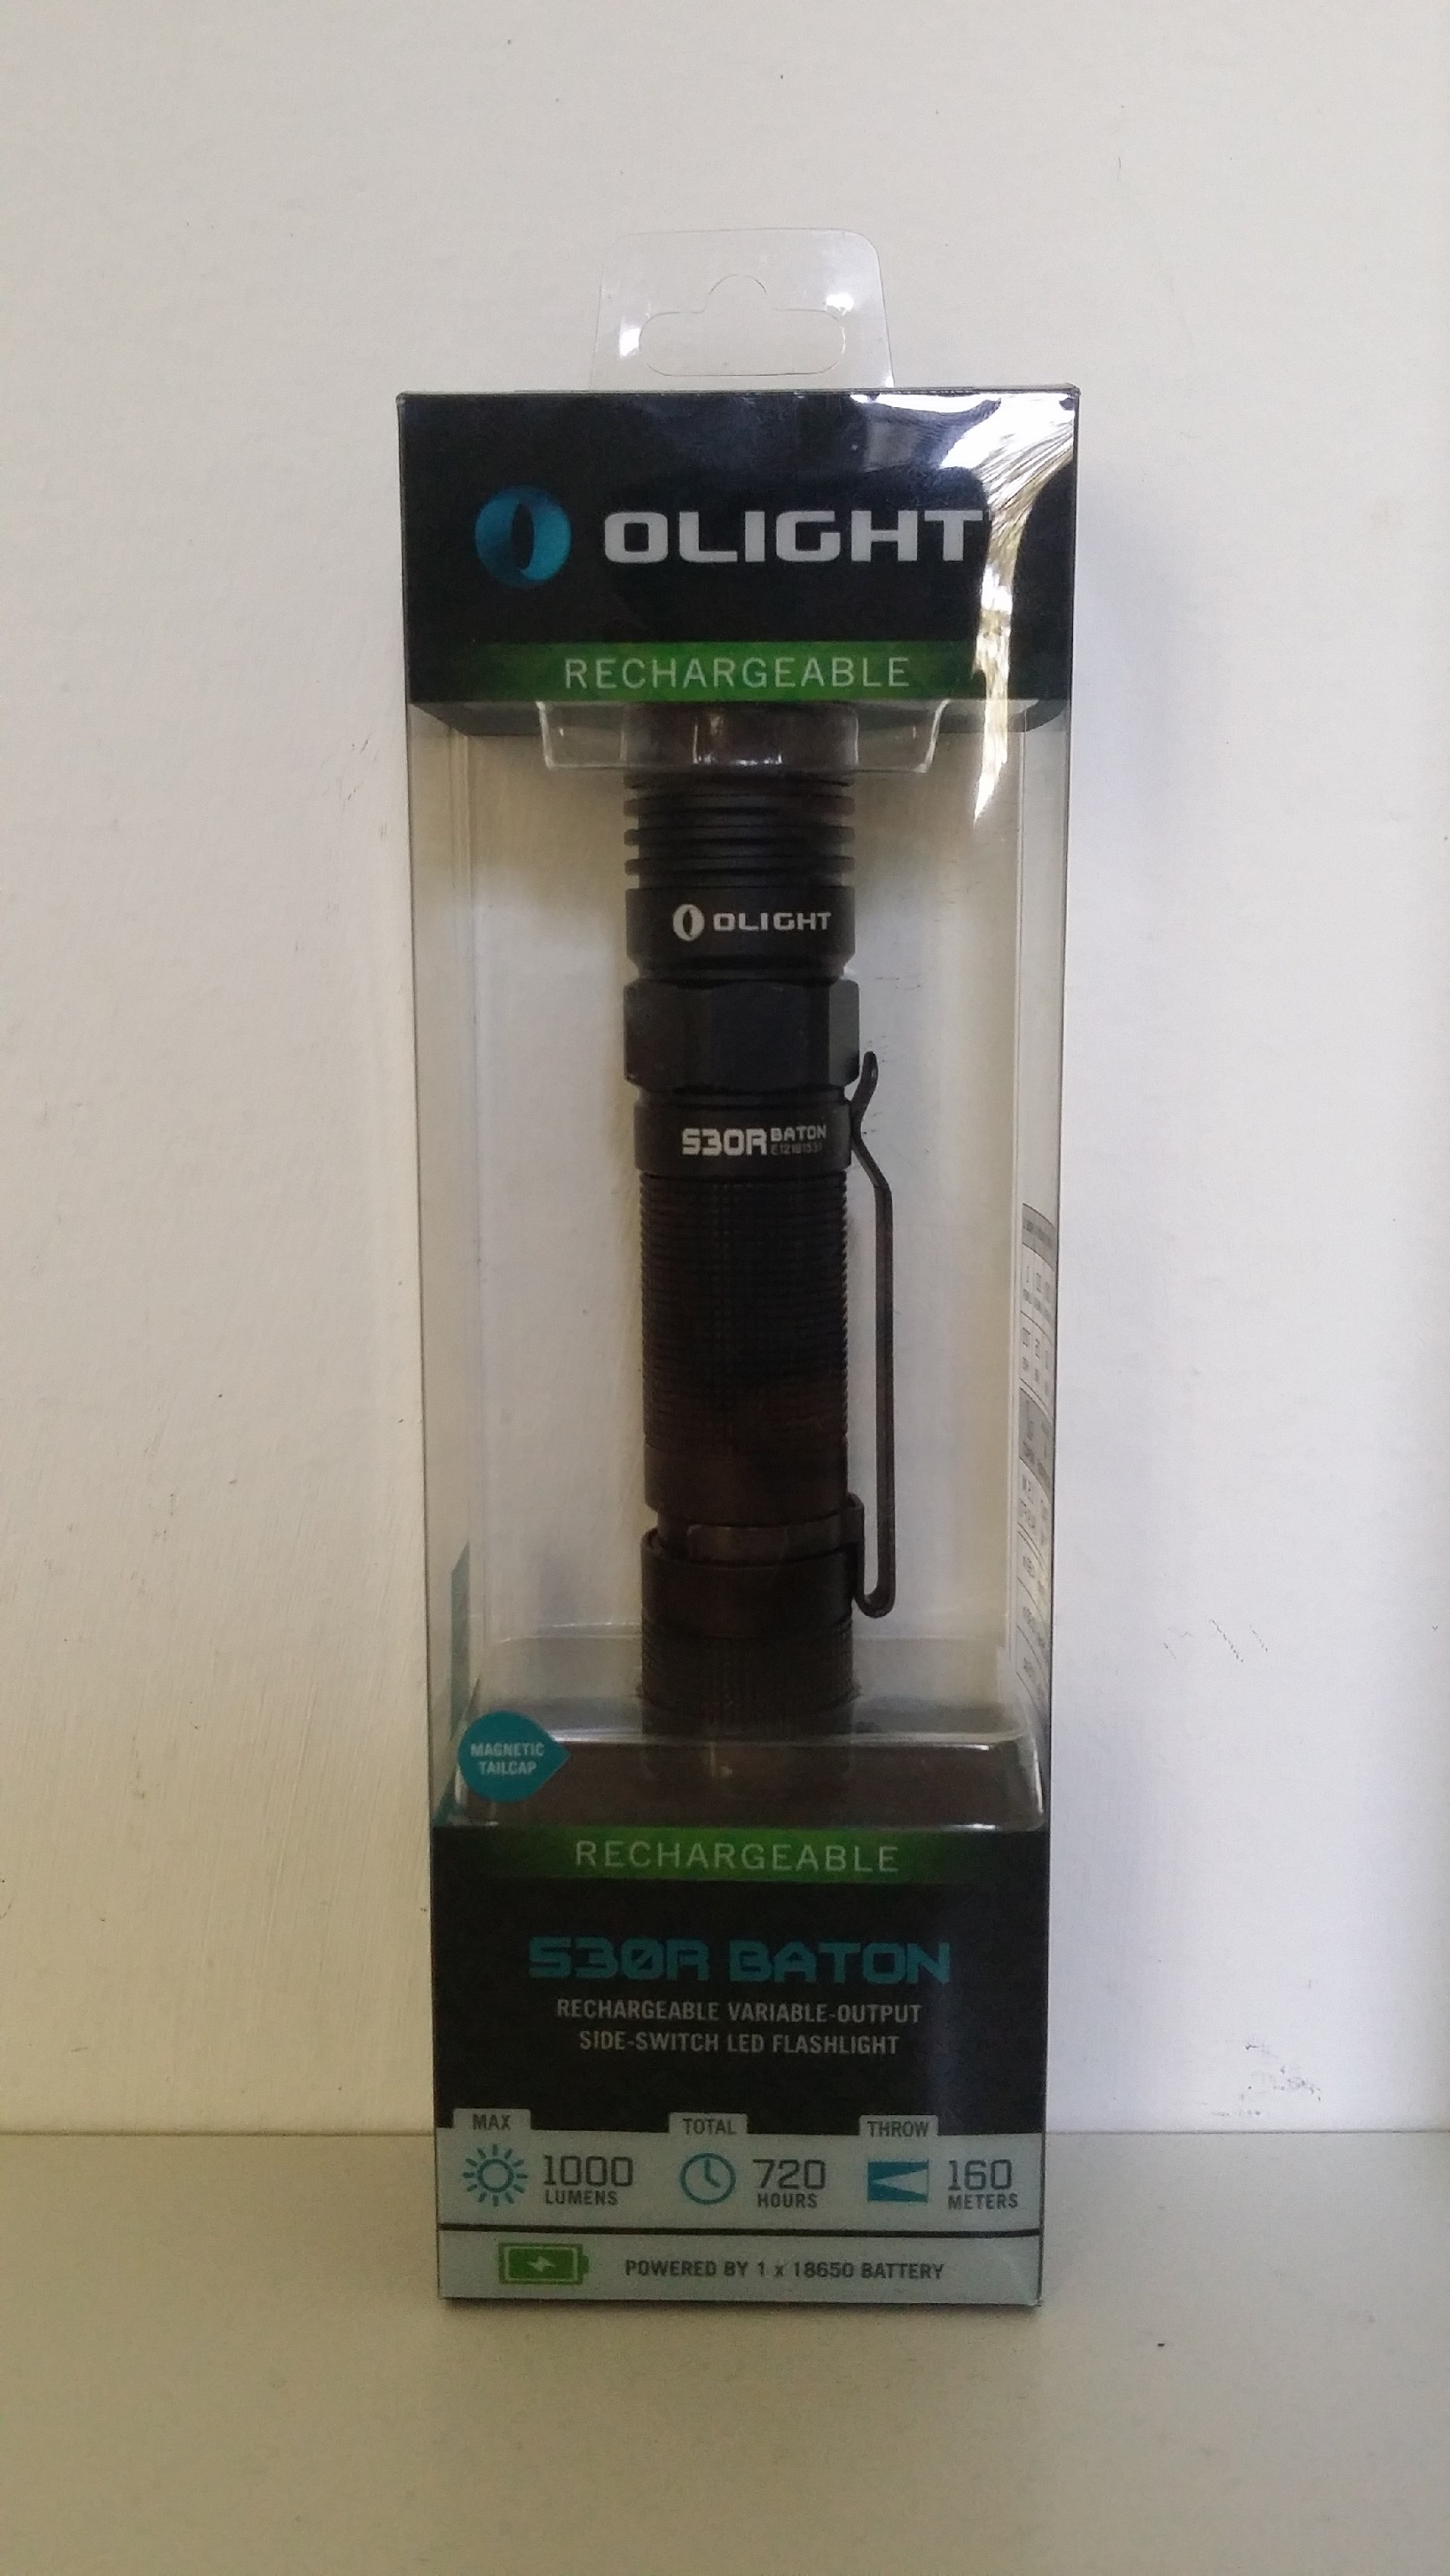 OLIGHT
RECHARGEABLE
OLIGHT
S30R BATON
MAGNETIC
TAILCAP
RECHARGEABLE
S30R BATON
RECHARGEABLE VARIABLE-OUTPUT
SIDE-SWITCH LED FLASHLIGHT
MAX TOTAL THROW
1000 720 160
LUMENS HOURS METERS
POWERED BY 1 x 18650 BATTERY